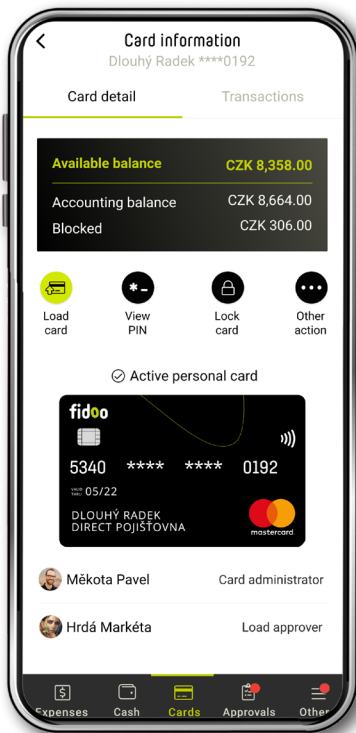 Card information
Dlouhý Radek ****0192
Card detail
Transactions
Available balance CZK 8,358.00
Accounting balance CZK 8,664.00
Blocked CZK 306.00
Load card
View PIN
Lock card
Other action
Active personal card
fidoo
5340 **** **** 0192
VALID THRU 05/22
DLOUHÝ RADEK
DIRECT POJIŠŤOVNA
mastercard
Měkota Pavel Card administrator
Hrdá Markéta Load approver
Expenses Cash Cards Approvals Other